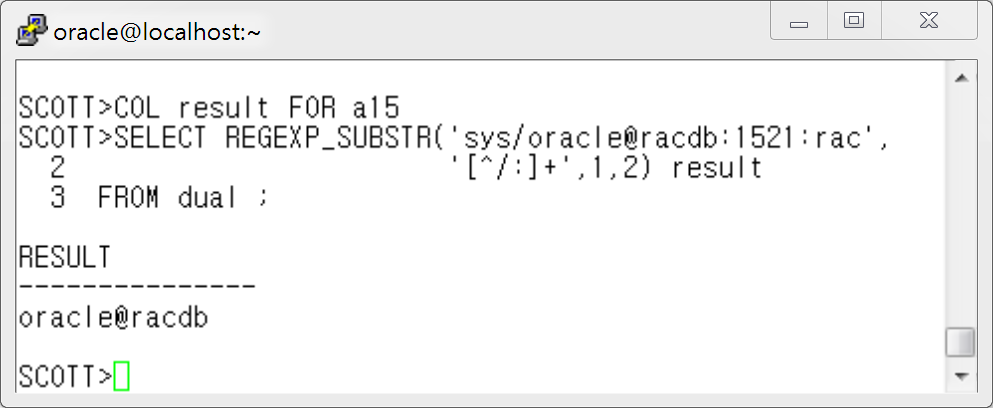 oracle@localhost:~
SCOTT>COL result FOR a15
SCOTT>SELECT REGEXP_SUBSTR('sys/oracle@racdb:1521:rac',
  2                        '[^/:]+',1,2) result
  3  FROM dual ;
RESULT
---------------
oracle@racdb
SCOTT>